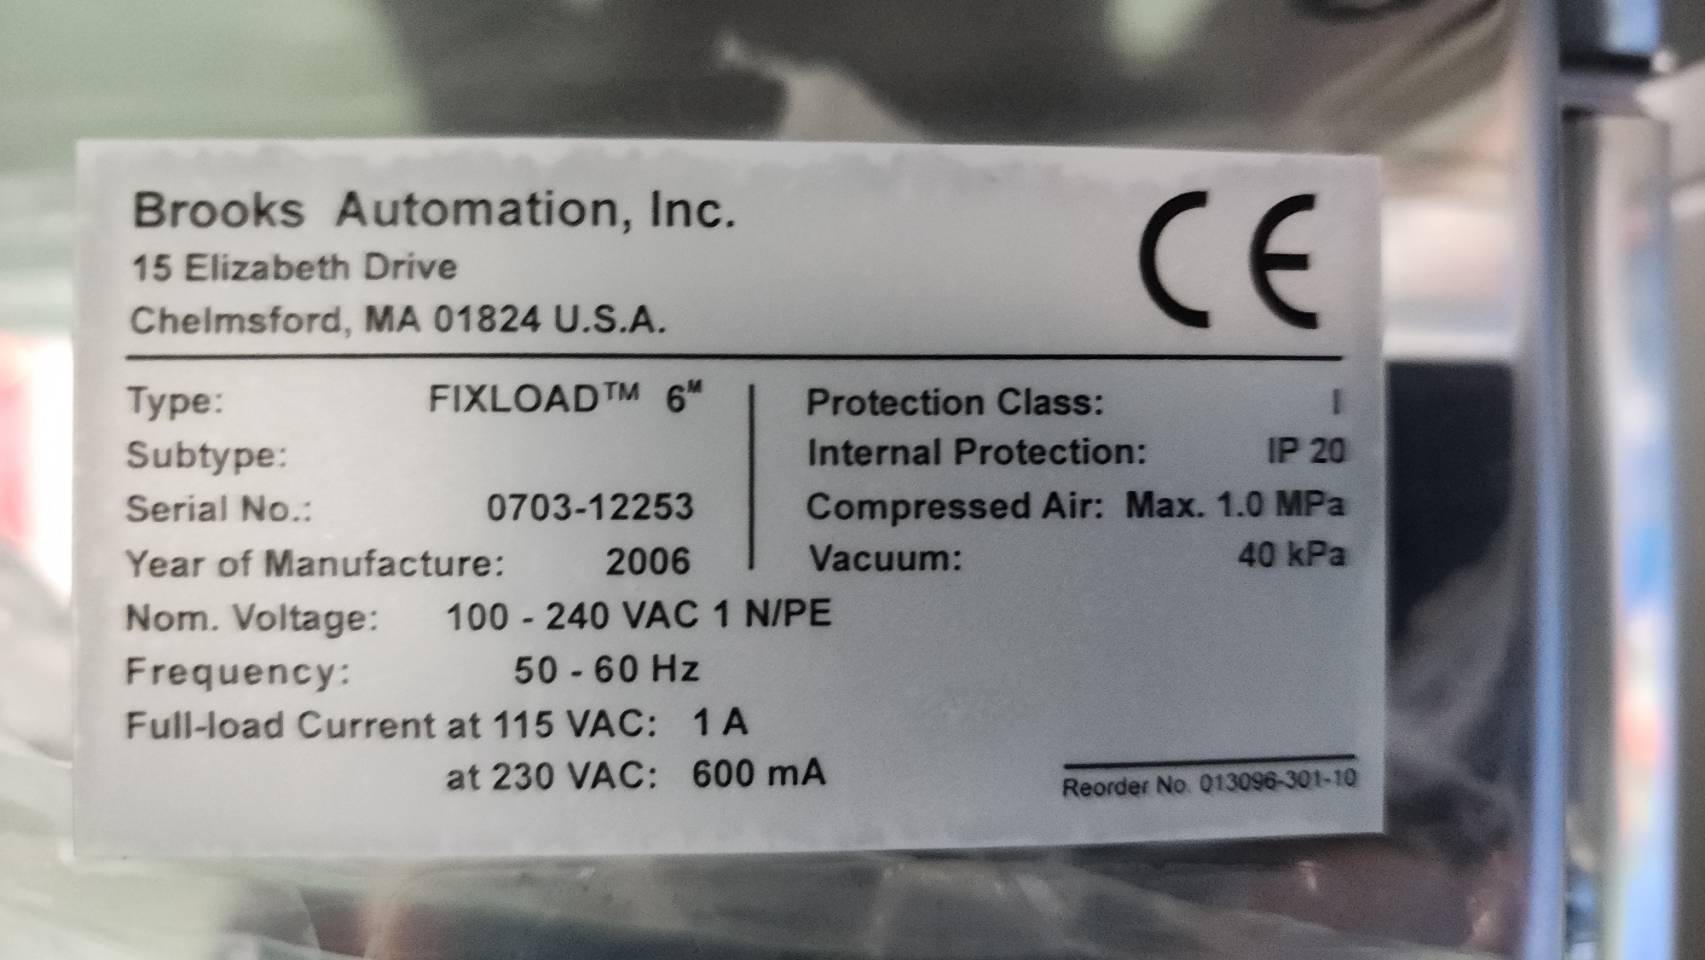 Brooks Automation, Inc.
15 Elizabeth Drive
Chelmsford, MA 01824 U.S.A.
CE
Type: FIXLOAD™ 6ᴹ
Subtype:
Serial No.: 0703-12253
Year of Manufacture: 2006
Protection Class: I
Internal Protection: IP 20
Compressed Air: Max. 1.0 MPa
Vacuum: 40 kPa
Nom. Voltage: 100 - 240 VAC 1 N/PE
Frequency: 50 - 60 Hz
Full-load Current at 115 VAC: 1 A
at 230 VAC: 600 mA
Reorder No. 013096-301-10